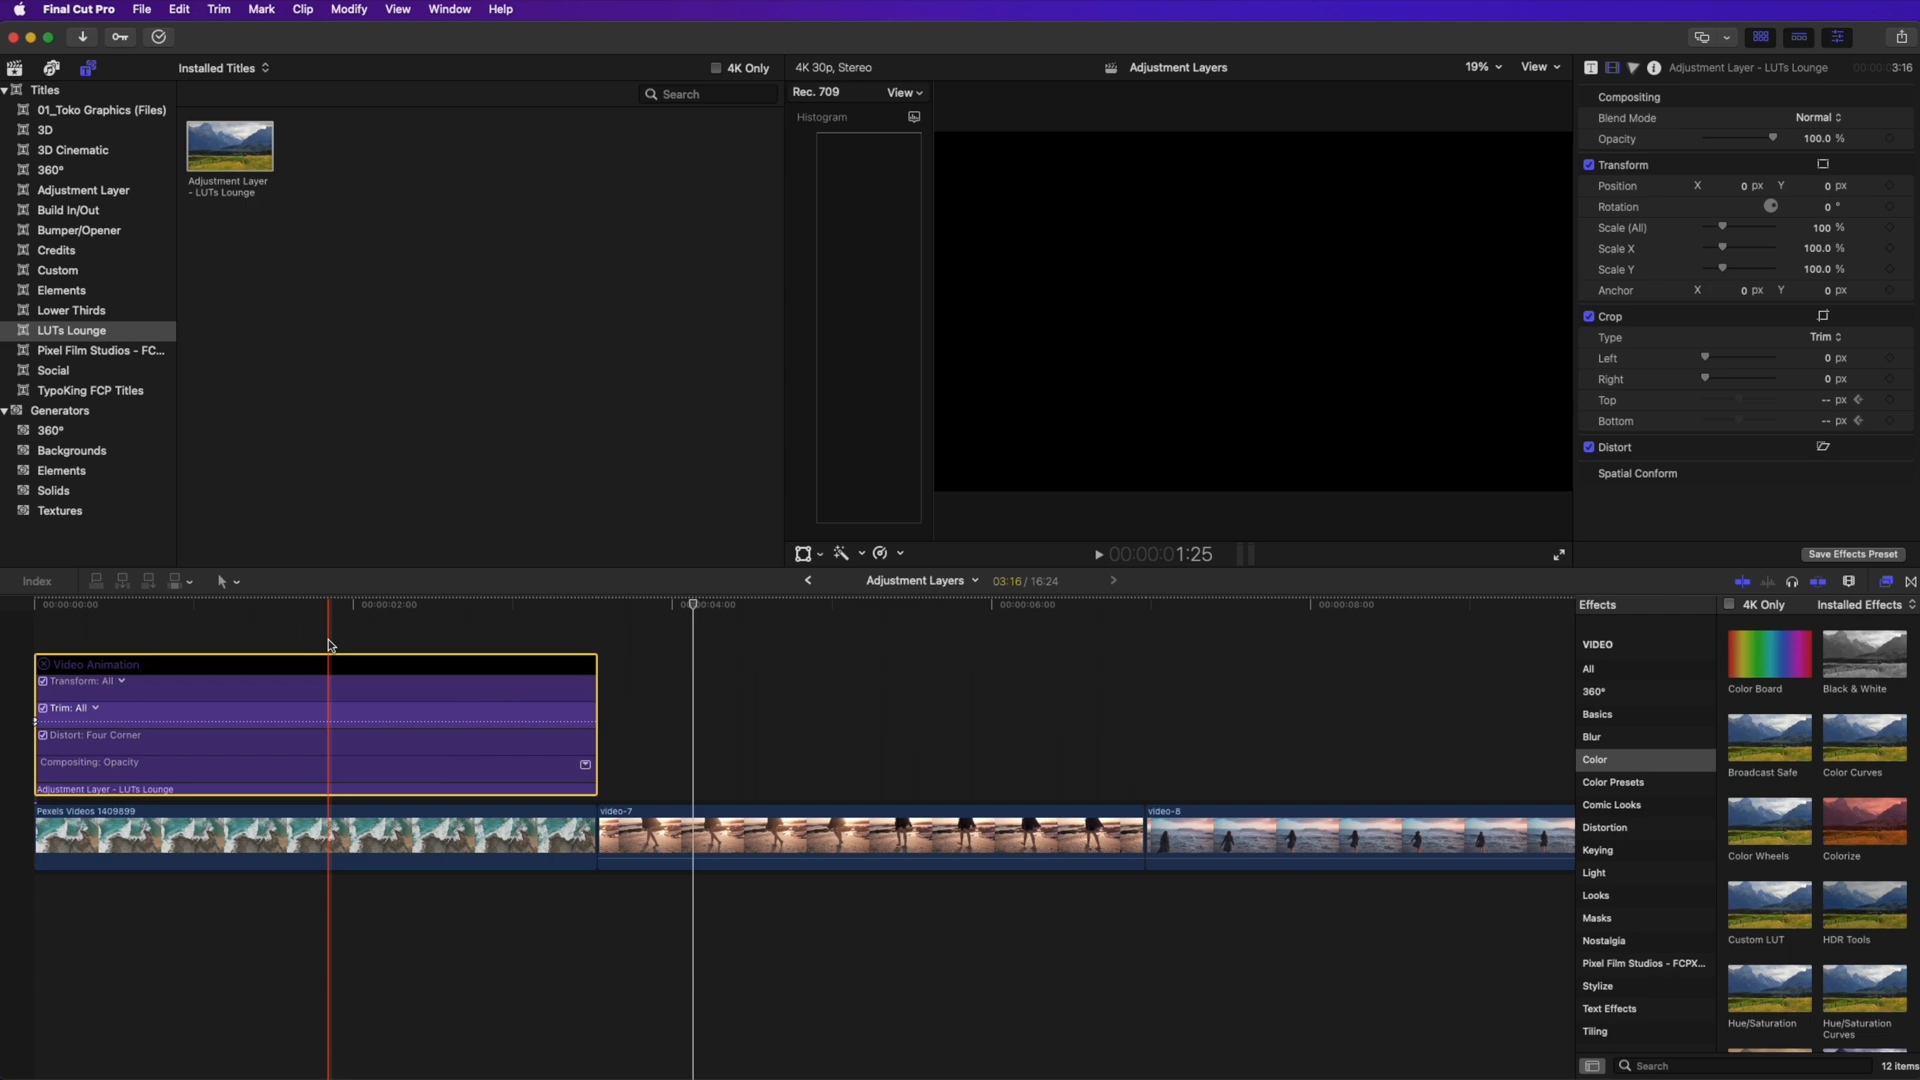 Final Cut Pro File Edit Trim Mark Clip Modify View Window Help
Installed Titles
4K Only
Search
Titles
01_Toko Graphics (Files)
3D
3D Cinematic
360°
Adjustment Layer
Build In/Out
Bumper/Opener
Credits
Custom
Elements
Lower Thirds
LUTs Lounge
Pixel Film Studios - FC...
Social
TypoKing FCP Titles
Generators
360°
Backgrounds
Elements
Solids
Textures
Adjustment Layer
- LUTs Lounge
4K 30p, Stereo
Adjustment Layers
19%
View
Rec. 709
View
Histogram
00:00:01:25
Adjustment Layer - LUTs Lounge
00:00:03:16
Compositing
Blend Mode Normal
Opacity 100.0 %
Transform
Position X 0 px Y 0 px
Rotation 0 °
Scale (All) 100 %
Scale X 100.0 %
Scale Y 100.0 %
Anchor X 0 px Y 0 px
Crop
Type Trim
Left 0 px
Right 0 px
Top -- px
Bottom -- px
Distort
Spatial Conform
Save Effects Preset
Index
Adjustment Layers
03:16 / 16:24
00:00:00:00
00:00:02:00
00:00:04:00
00:00:06:00
00:00:08:00
Video Animation
Transform: All
Trim: All
Distort: Four Corner
Compositing: Opacity
Adjustment Layer - LUTs Lounge
Pexels Videos 1409899
video-7
video-8
Effects
4K Only
Installed Effects
VIDEO
All
360°
Basics
Blur
Color
Color Presets
Comic Looks
Distortion
Keying
Light
Looks
Masks
Nostalgia
Pixel Film Studios - FCPX...
Stylize
Text Effects
Tiling
Color Board
Black & White
Broadcast Safe
Color Curves
Color Wheels
Colorize
Custom LUT
HDR Tools
Hue/Saturation
Hue/Saturation
Curves
Search
12 items